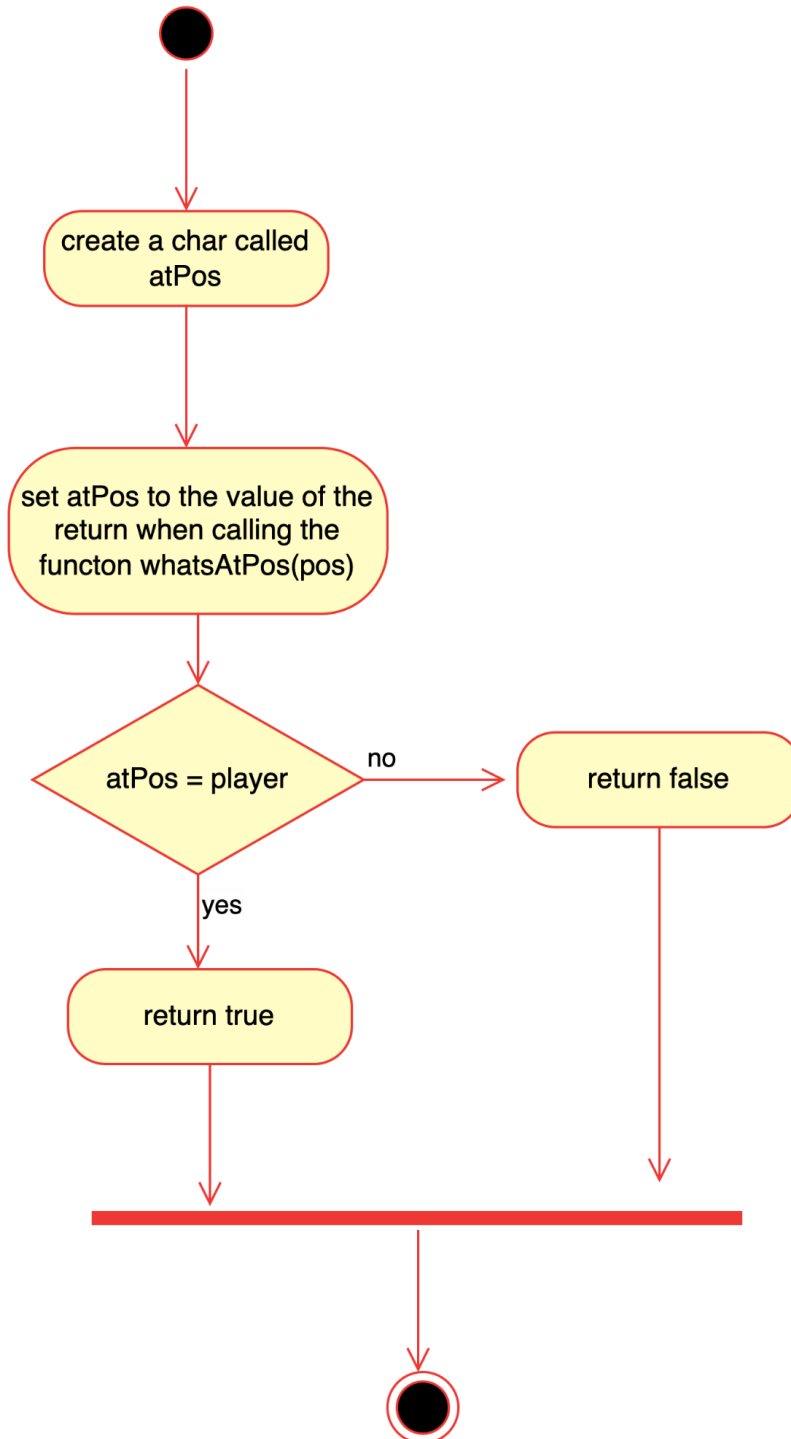 create a char called
atPos
set atPos to the value of the
return when calling the
functon whatsAtPos(pos)
atPos = player
no
return false
yes
return true